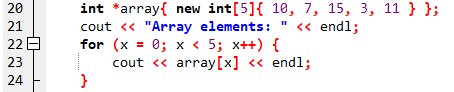 20 int *array{ new int[5]{ 10, 7, 15, 3, 11 } };
21 cout << "Array elements: " << endl;
22 for (x = 0; x < 5; x++) {
23 cout << array[x] << endl;
24 }